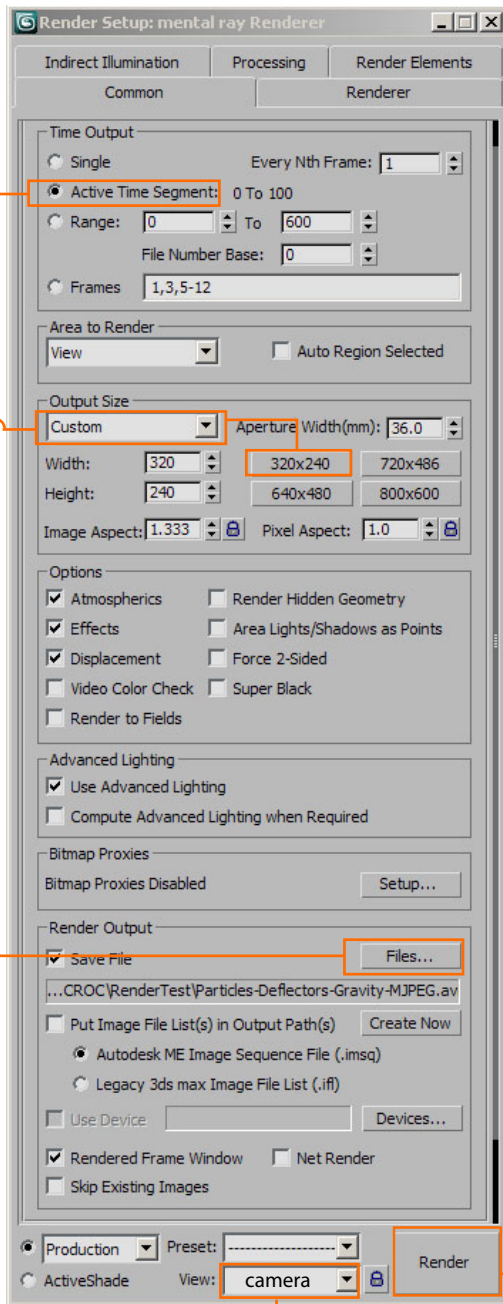 Render Setup: mental ray Renderer
Indirect Illumination Processing Render Elements
Common Renderer
Time Output
Single Every Nth Frame: 1
Active Time Segment: 0 To 100
Range: 0 To 600
File Number Base: 0
Frames 1,3,5-12
Area to Render
View Auto Region Selected
Output Size
Custom Aperture Width(mm): 36.0
Width: 320 320x240 720x486
Height: 240 640x480 800x600
Image Aspect: 1.333 Pixel Aspect: 1.0
Options
Atmospherics Render Hidden Geometry
Effects Area Lights/Shadows as Points
Displacement Force 2-Sided
Video Color Check Super Black
Render to Fields
Advanced Lighting
Use Advanced Lighting
Compute Advanced Lighting when Required
Bitmap Proxies
Bitmap Proxies Disabled Setup...
Render Output
Save File Files...
...CROC\RenderTest\Particles-Deflectors-Gravity-MJPEG.av
Put Image File List(s) in Output Path(s) Create Now
Autodesk ME Image Sequence File (.imsq)
Legacy 3ds max Image File List (.ifl)
Use Device Devices...
Rendered Frame Window Net Render
Skip Existing Images
Production Preset: -------------------
Render
ActiveShade View: camera